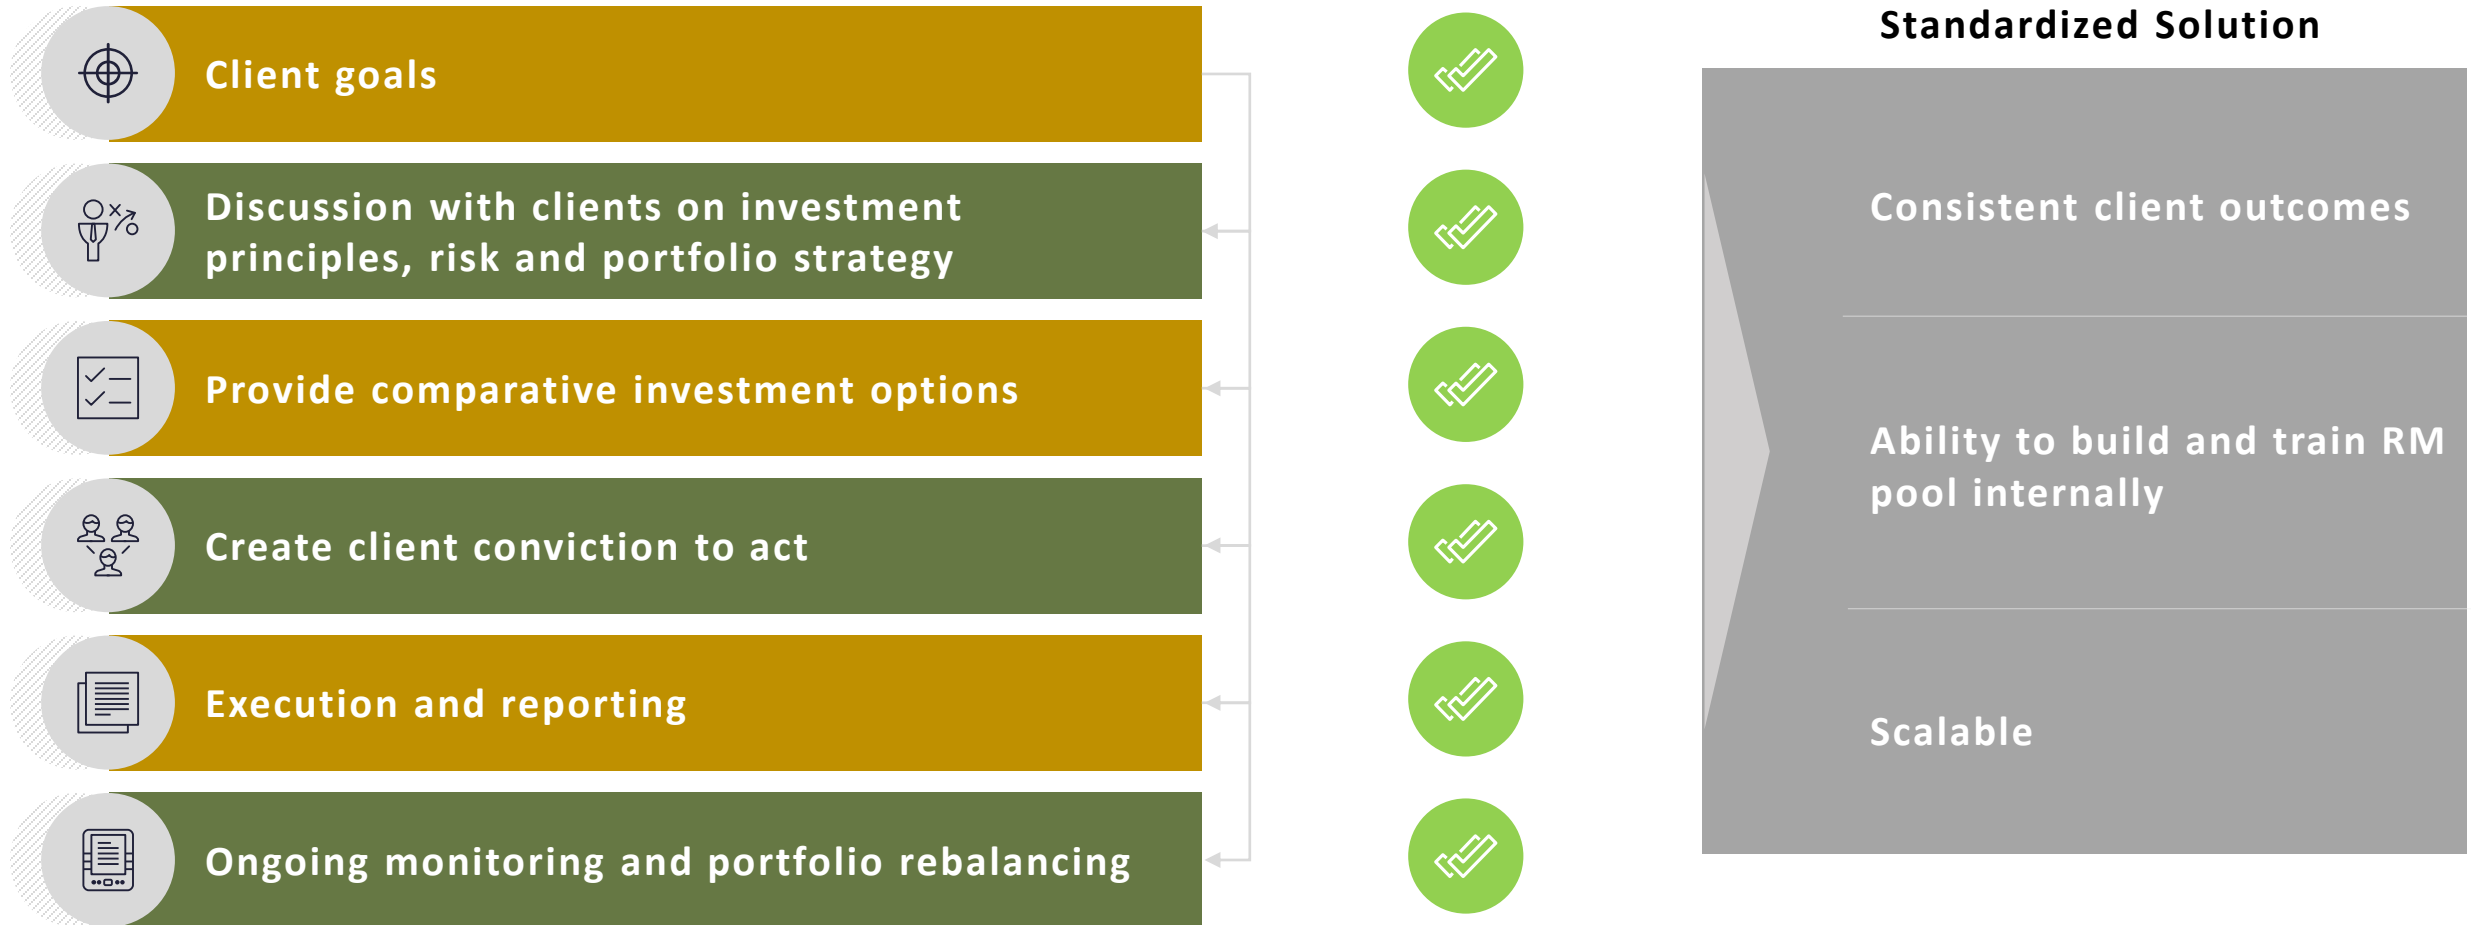 Standardized Solution
Client goals
Discussion with clients on investment
principles, risk and portfolio strategy
Provide comparative investment options
Create client conviction to act
Execution and reporting
Ongoing monitoring and portfolio rebalancing
Consistent client outcomes
Ability to build and train RM
pool internally
Scalable